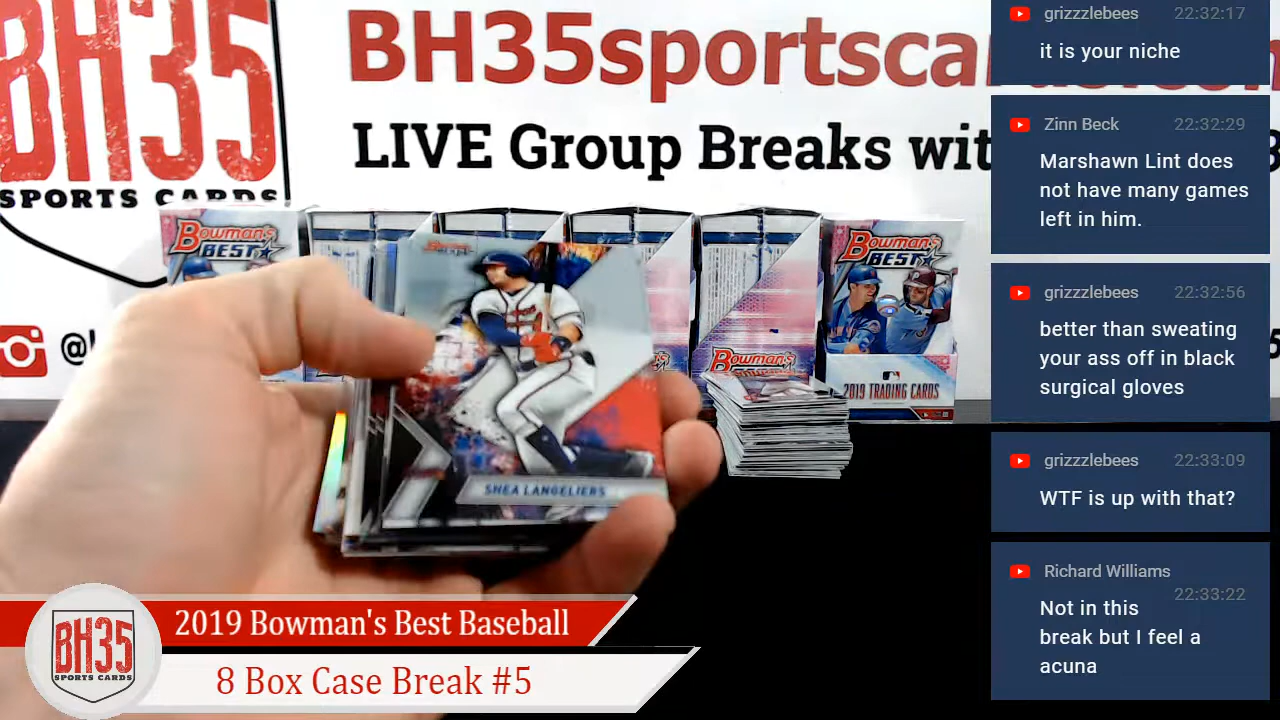 BH35
SPORTS CARDS
BH35sportsca
LIVE Group Breaks wit
BOWMAN'S
BEST
BOWMAN'S
BOWMAN'S
BEST
2019 TRADING CARDS
SHEA LANGELIERS
2019 Bowman's Best Baseball
8 Box Case Break #5
BH35
SPORTS CARDS
grizzzlebees 22:32:17
it is your niche
Zinn Beck 22:32:29
Marshawn Lint does
not have many games
left in him.
grizzzlebees 22:32:56
better than sweating
your ass off in black
surgical gloves
grizzzlebees 22:33:09
WTF is up with that?
Richard Williams
22:33:22
Not in this
break but I feel a
acuna